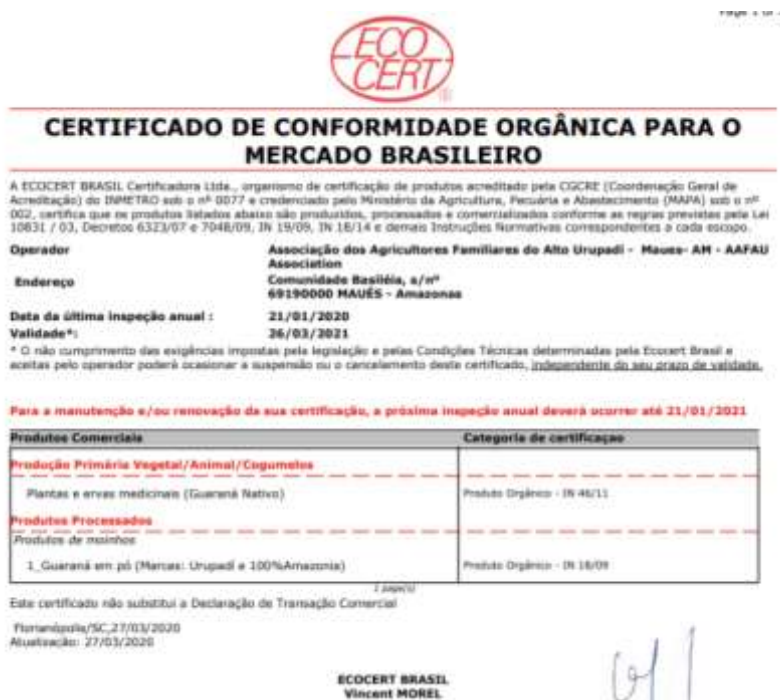 Page 1 of
ECO
CERT
®
CERTIFICADO DE CONFORMIDADE ORGÂNICA PARA O
MERCADO BRASILEIRO
A ECOCERT BRASIL Certificadora Ltda., organismo de certificação de produtos acreditado pela CGCRE (Coordenação Geral de
Acreditação) do INMETRO sob o nº 0077 e credenciado pelo Ministério da Agricultura, Pecuária e Abastecimento (MAPA) sob o nº
002, certifica que os produtos listados abaixo são produzidos, processados e comercializados conforme as regras previstas pela Lei
10831 / 03, Decretos 6323/07 e 7048/09, IN 19/09, IN 18/14 e demais Instruções Normativas correspondentes a cada escopo.
Operador Associação dos Agricultores Familiares do Alto Urupadi - Maues- AM - AAFAU
Association
Endereço Comunidade Basiléia, s/nº
69190000 MAUÉS - Amazonas
Data da última inspeção anual : 21/01/2020
Validade*: 26/03/2021
* O não cumprimento das exigências impostas pela legislação e pelas Condições Técnicas determinadas pela Ecocert Brasil e
aceitas pelo operador poderá ocasionar a suspensão ou o cancelamento deste certificado, independente do seu prazo de validade.
Para a manutenção e/ou renovação da sua certificação, a próxima inspeção anual deverá ocorrer até 21/01/2021
Produtos Comerciais Categoria de certificaçao
Produção Primária Vegetal/Animal/Cogumelos
Plantas e ervas medicinais (Guaraná Nativo) Produto Orgânico - IN 46/11
Produtos Processados
Produtos de moinhos
1_Guaraná em pó (Marcas: Urupadí e 100%Amazonia) Produto Orgânico - IN 18/09
2 page(s)
Este certificado não substitui a Declaração de Transação Comercial
Florianópolis/SC,27/03/2020
Atualização: 27/03/2020
ECOCERT BRASIL
Vincent MOREL